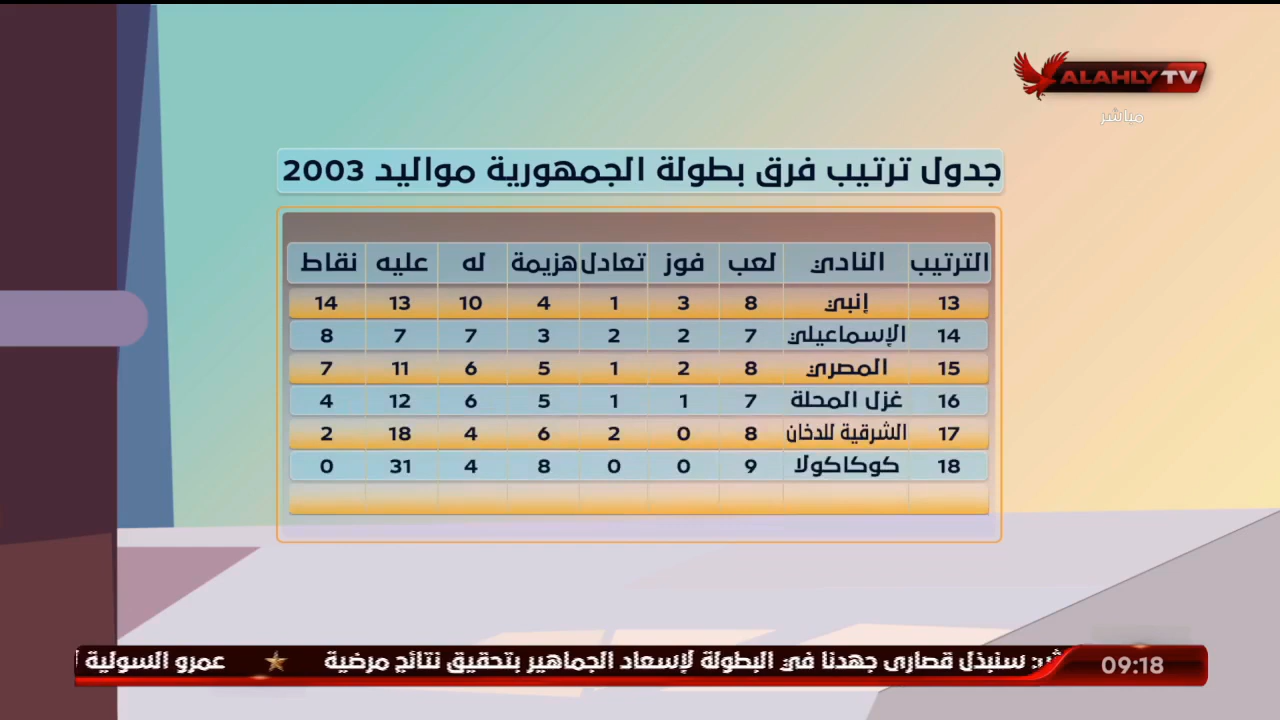 ALAHLY TV
مباشر
جدول ترتيب فرق بطولة الجمهورية مواليد 2003
الترتيب النادي لعب فوز تعادل هزيمة له عليه نقاط
13 إنبي 8 3 1 4 10 13 14
14 الإسماعيلي 7 2 2 3 7 7 8
15 المصري 8 2 1 5 6 11 7
16 غزل المحلة 7 1 1 5 6 12 4
17 الشرقية للدخان 8 0 2 6 4 18 2
18 كوكاكولا 9 0 0 8 4 31 0
سنبذل قصارى جهدنا في البطولة لإسعاد الجماهير بتحقيق نتائج مرضية عمرو السولية
09:18